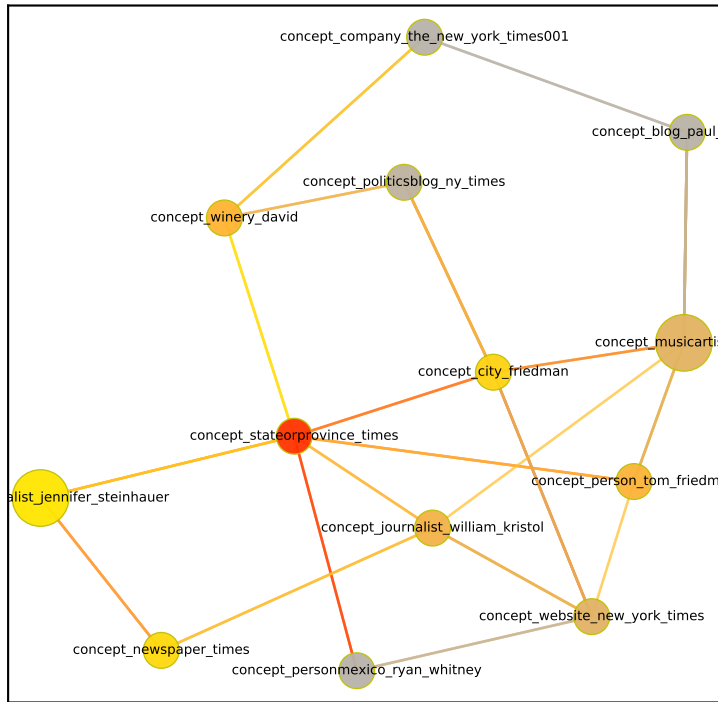 concept_company_the_new_york_times001
concept_blog_paul_
concept_politicsblog_ny_times
concept_winery_david
concept_musicartis
concept_city_friedman
concept_stateorprovince_times
concept_person_tom_friedm
alist_jennifer_steinhauer
concept_journalist_william_kristol
concept_website_new_york_times
concept_newspaper_times
concept_personmexico_ryan_whitney